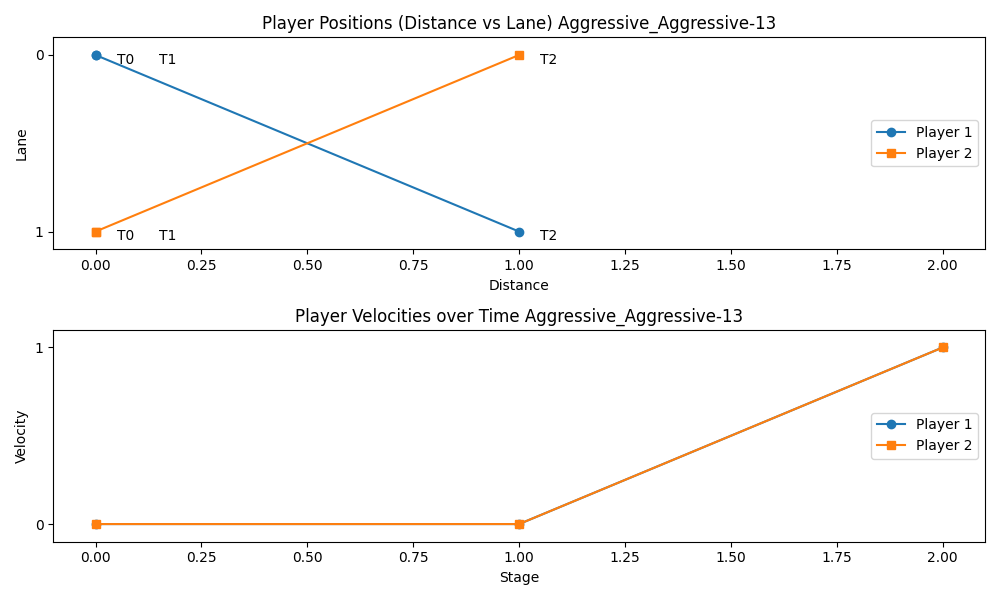 Player Positions (Distance vs Lane) Aggressive_Aggressive-13
0
T0 T1 T2
Lane
Player 1
Player 2
1
T0 T1 T2
0.00 0.25 0.50 0.75 1.00 1.25 1.50 1.75 2.00
Distance
Player Velocities over Time Aggressive_Aggressive-13
1
Velocity
Player 1
Player 2
0
0.00 0.25 0.50 0.75 1.00 1.25 1.50 1.75 2.00
Stage